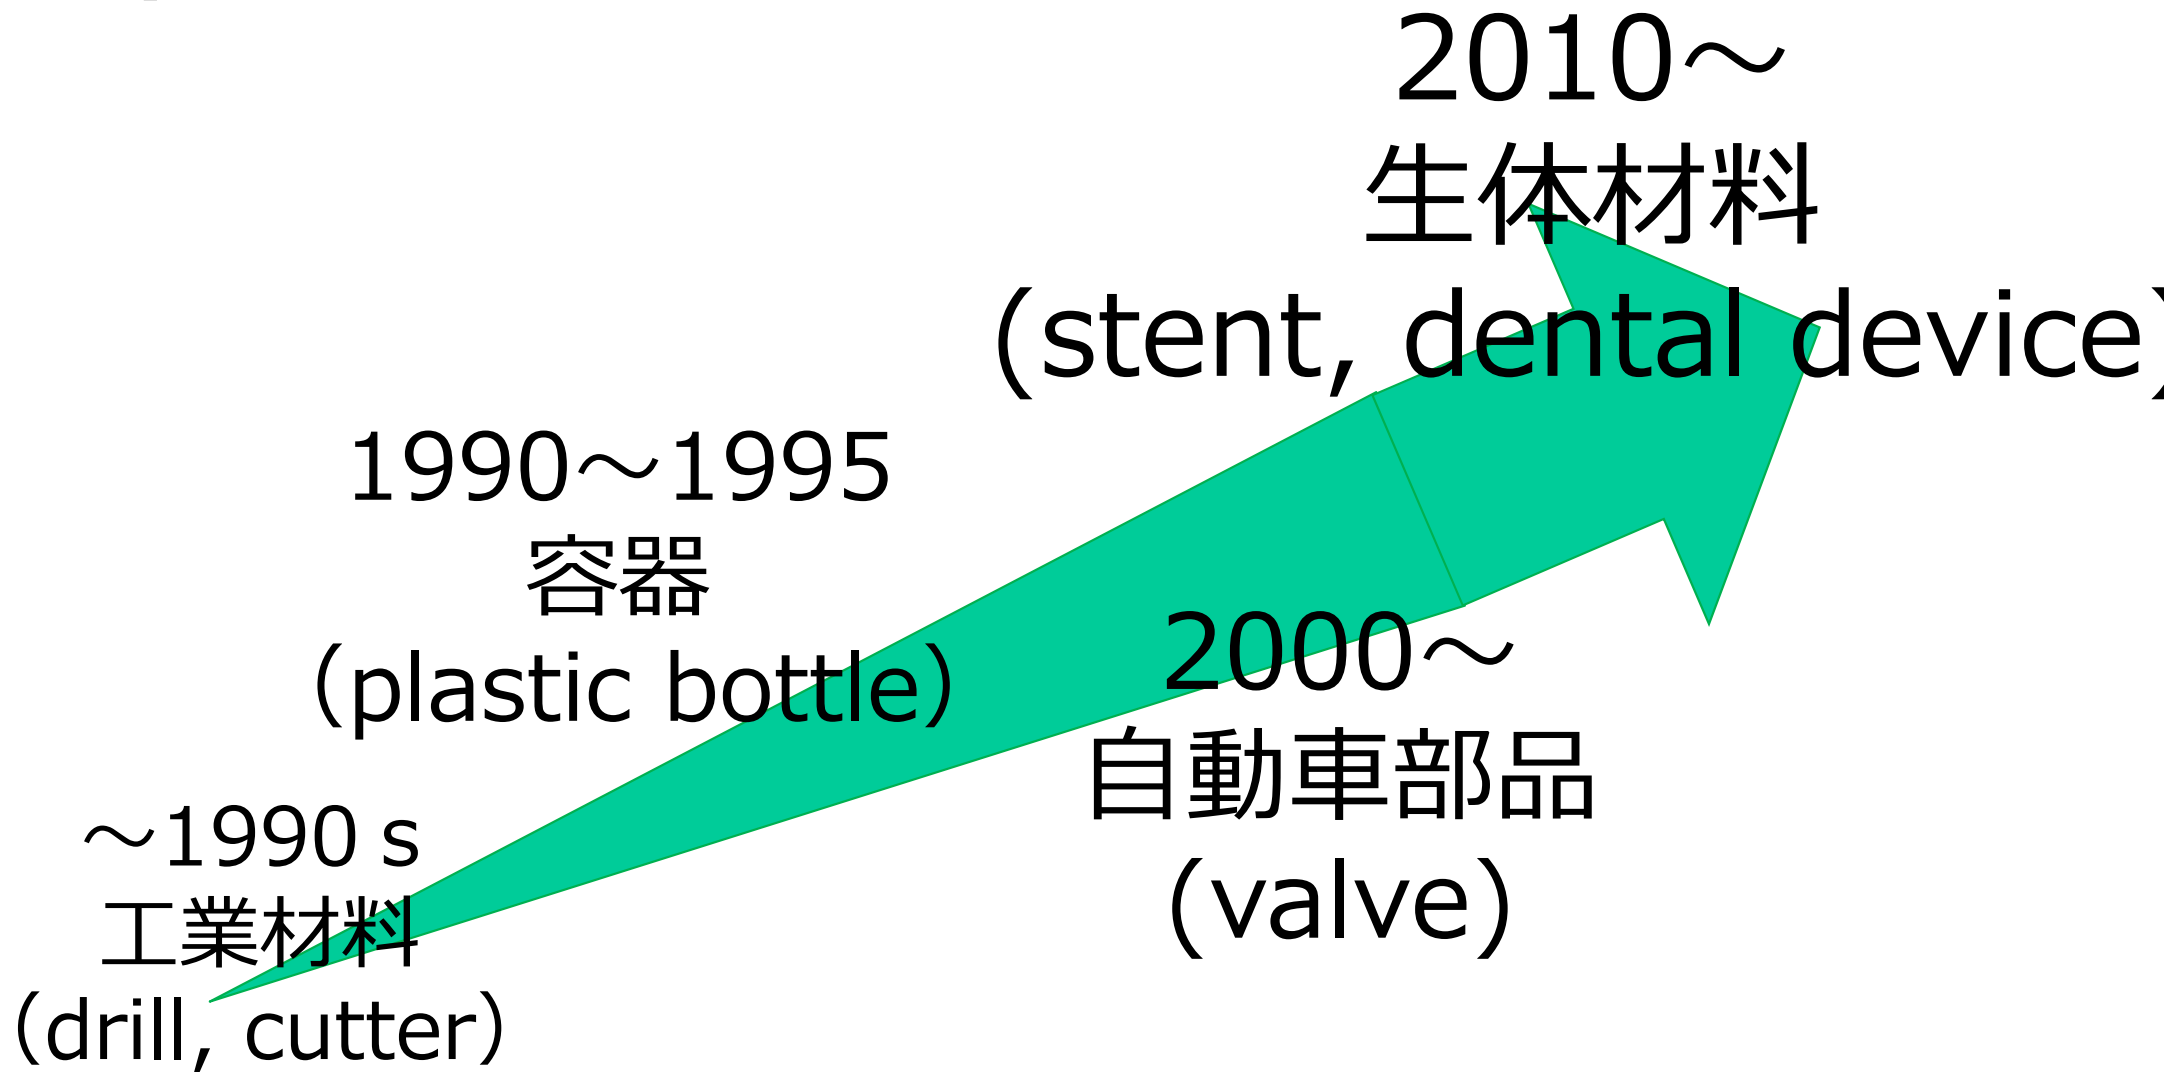 2010～
生体材料
(stent, dental device)
1990～1995
容器
（plastic bottle）
2000～
自動車部品
(valve)
～1990 s
工業材料
（drill, cutter）